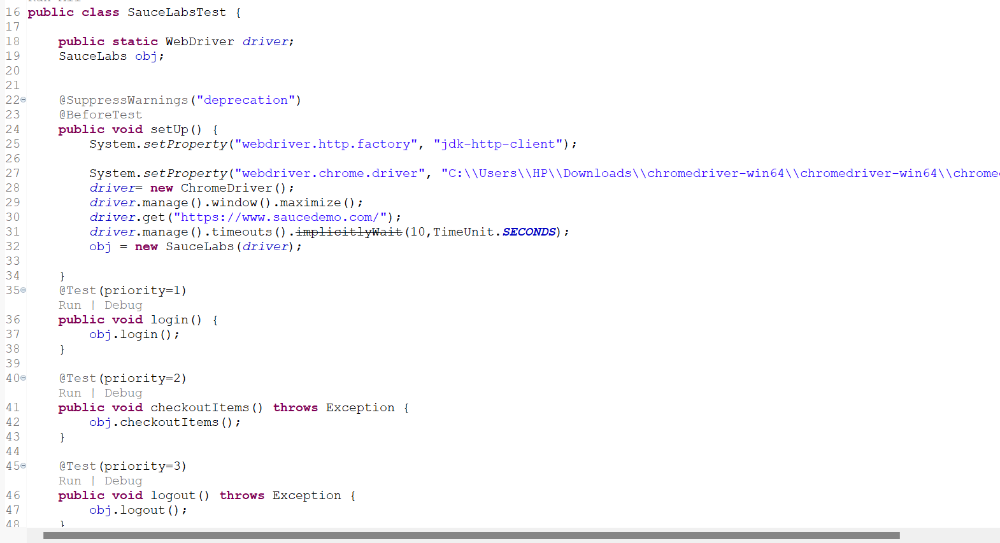 16 public class SauceLabsTest {
17
18 public static WebDriver driver;
19 SauceLabs obj;
20
21
22 @SuppressWarnings("deprecation")
23 @BeforeTest
24 public void setUp() {
25 System.setProperty("webdriver.http.factory", "jdk-http-client");
26
27 System.setProperty("webdriver.chrome.driver", "C:\\Users\\HP\\Downloads\\chromedriver-win64\\chromedriver-win64\\chrome
28 driver= new ChromeDriver();
29 driver.manage().window().maximize();
30 driver.get("https://www.saucedemo.com/");
31 driver.manage().timeouts().implicitlyWait(10,TimeUnit.SECONDS);
32 obj = new SauceLabs(driver);
33
34 }
35 @Test(priority=1)
Run | Debug
36 public void login() {
37 obj.login();
38 }
39
40 @Test(priority=2)
Run | Debug
41 public void checkoutItems() throws Exception {
42 obj.checkoutItems();
43 }
44
45 @Test(priority=3)
Run | Debug
46 public void logout() throws Exception {
47 obj.logout();
48 }